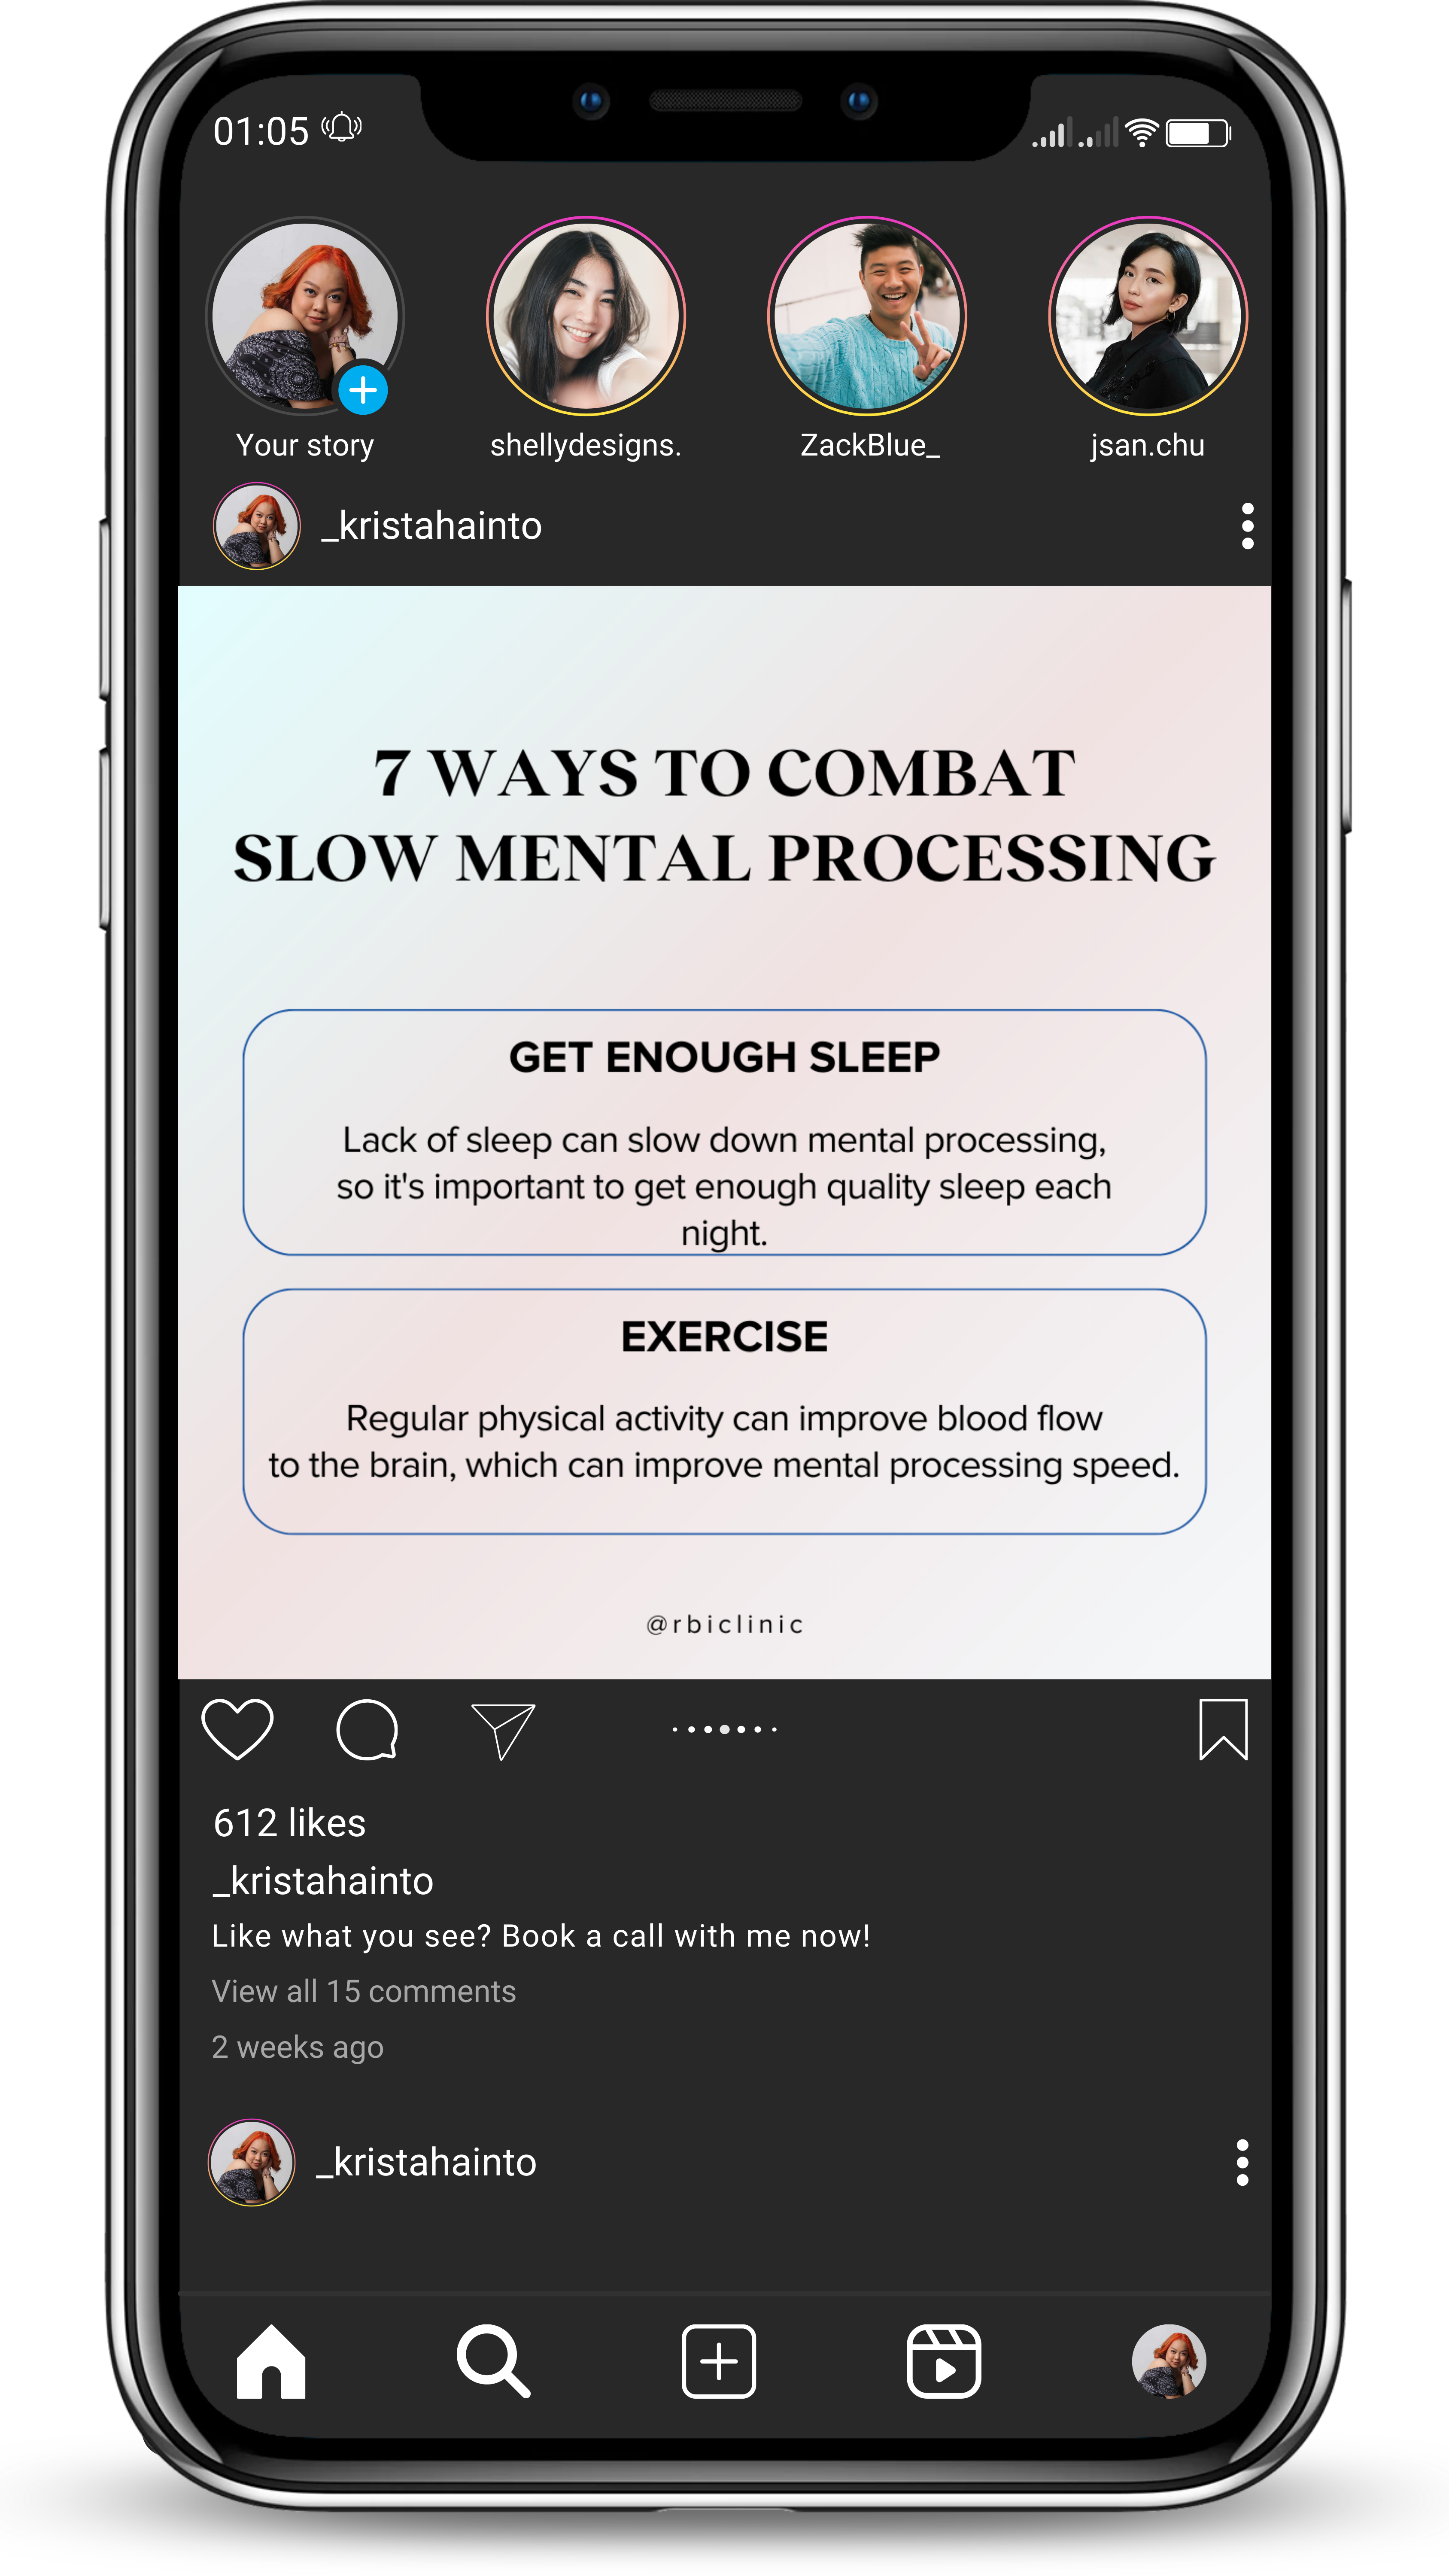 01:05
Your story
shellydesigns.
ZackBlue_
jsan.chu
_kristahainto
7 WAYS TO COMBAT
SLOW MENTAL PROCESSING
GET ENOUGH SLEEP
Lack of sleep can slow down mental processing,
so it's important to get enough quality sleep each
night.
EXERCISE
Regular physical activity can improve blood flow
to the brain, which can improve mental processing speed.
@rbiclinic
612 likes
_kristahainto
Like what you see? Book a call with me now!
View all 15 comments
2 weeks ago
_kristahainto